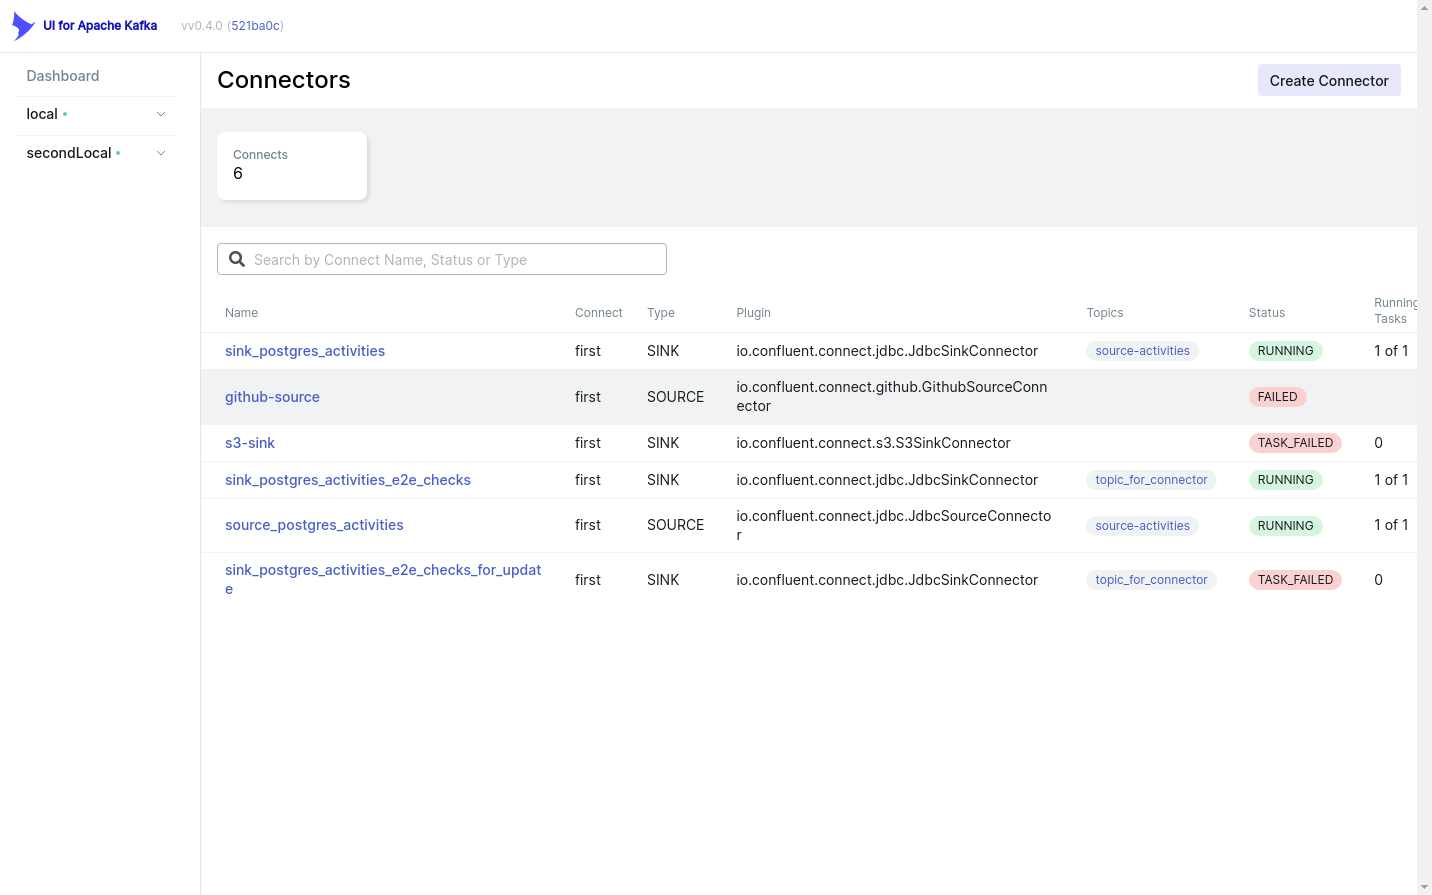 UI for Apache Kafka
vv0.4.0 (521ba0c)
Dashboard
local
secondLocal
Connectors
Create Connector
Connects
6
Search by Connect Name, Status or Type
Name Connect Type Plugin Topics Status Running Tasks
sink_postgres_activities first SINK io.confluent.connect.jdbc.JdbcSinkConnector source-activities RUNNING 1 of 1
github-source first SOURCE io.confluent.connect.github.GithubSourceConn
ector FAILED
s3-sink first SINK io.confluent.connect.s3.S3SinkConnector TASK_FAILED 0
sink_postgres_activities_e2e_checks first SINK io.confluent.connect.jdbc.JdbcSinkConnector topic_for_connector RUNNING 1 of 1
source_postgres_activities first SOURCE io.confluent.connect.jdbc.JdbcSourceConnecto
r source-activities RUNNING 1 of 1
sink_postgres_activities_e2e_checks_for_updat
e first SINK io.confluent.connect.jdbc.JdbcSinkConnector topic_for_connector TASK_FAILED 0